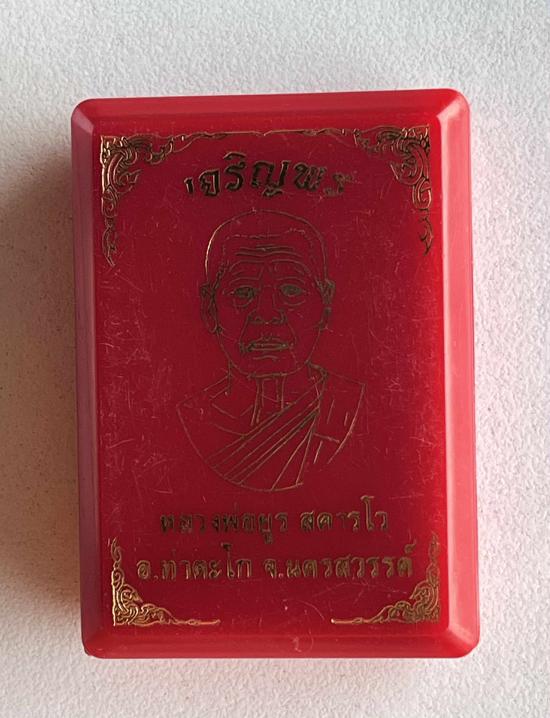 เจริญพร
หลวงพ่อยูร สคารโว
อ.ท่าตะโก จ.นครสวรรค์